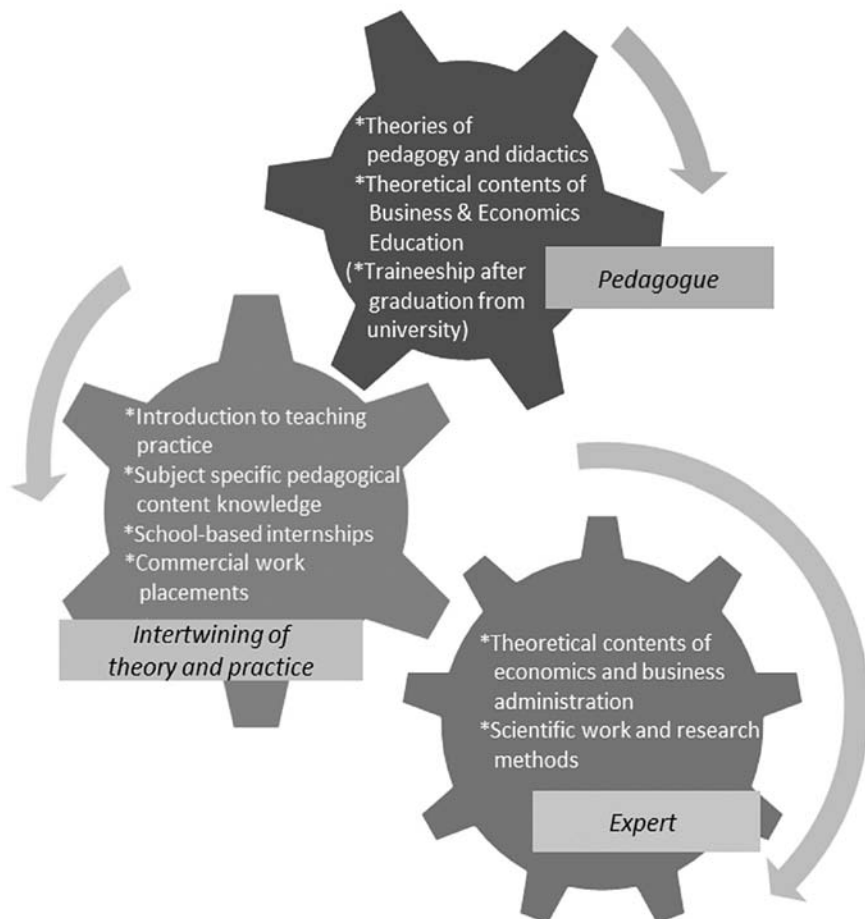 *Theories of
pedagogy and didactics
*Theoretical contents of
Business & Economics
Education
(*Traineeship after
graduation from
university)
Pedagogue
*Introduction to teaching
practice
*Subject specific pedagogical
content knowledge
*School-based internships
*Commercial work
placements
Intertwining of
theory and practice
*Theoretical contents of
economics and business
administration
*Scientific work and research
methods
Expert